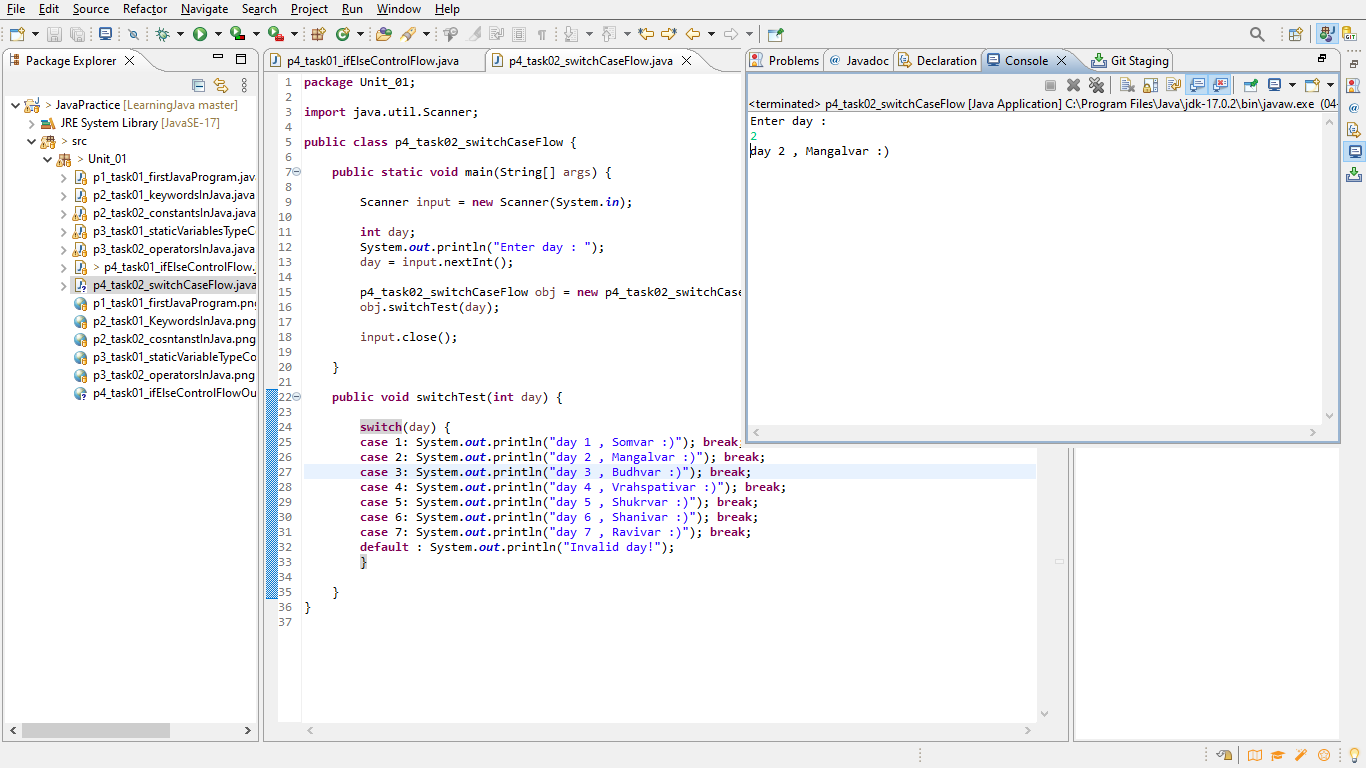 File Edit Source Refactor Navigate Search Project Run Window Help
Package Explorer
JavaPractice [LearningJava master]
JRE System Library [JavaSE-17]
> src
> Unit_01
p1_task01_firstJavaProgram.java
p2_task01_keywordsInJava.java
p2_task02_constantsInJava.java
p3_task01_staticVariablesTypeC
p3_task02_operatorsInJava.java
> p4_task01_ifElseControlFlow.
p4_task02_switchCaseFlow.java
p1_task01_firstJavaProgram.png
p2_task01_KeywordsInJava.png
p2_task02_cosntanstInJava.png
p3_task01_staticVariableTypeCo
p3_task02_operatorsInJava.png
p4_task01_ifElseControlFlowOu
p4_task01_ifElseControlFlow.java
p4_task02_switchCaseFlow.java
1 package Unit_01;
2
3 import java.util.Scanner;
4
5 public class p4_task02_switchCaseFlow {
6
7 public static void main(String[] args) {
8
9 Scanner input = new Scanner(System.in);
10
11 int day;
12 System.out.println("Enter day : ");
13 day = input.nextInt();
14
15 p4_task02_switchCaseFlow obj = new p4_task02_switchCase
16 obj.switchTest(day);
17
18 input.close();
19
20 }
21
22 public void switchTest(int day) {
23
24 switch(day) {
25 case 1: System.out.println("day 1 , Somvar :)"); break;
26 case 2: System.out.println("day 2 , Mangalvar :)"); break;
27 case 3: System.out.println("day 3 , Budhvar :)"); break;
28 case 4: System.out.println("day 4 , Vrahspativar :)"); break;
29 case 5: System.out.println("day 5 , Shukrvar :)"); break;
30 case 6: System.out.println("day 6 , Shanivar :)"); break;
31 case 7: System.out.println("day 7 , Ravivar :)"); break;
32 default : System.out.println("Invalid day!");
33 }
34
35 }
36 }
37
Problems @ Javadoc Declaration Console Git Staging
<terminated> p4_task02_switchCaseFlow [Java Application] C:\Program Files\Java\jdk-17.0.2\bin\javaw.exe (04-
Enter day :
2
day 2 , Mangalvar :)